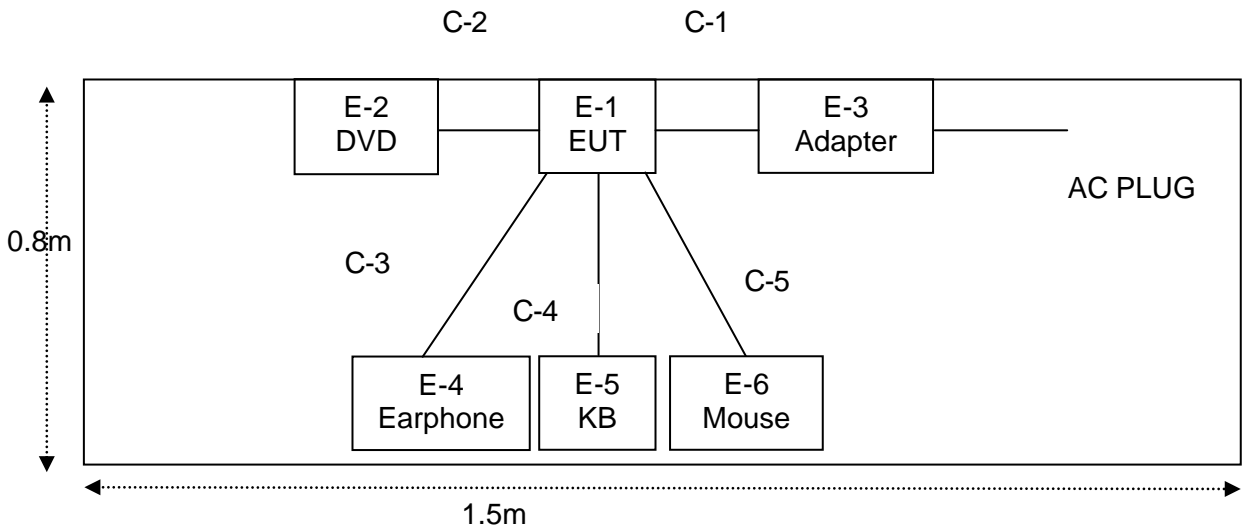 C-2
C-1
E-2
DVD
E-1
EUT
E-3
Adapter
AC PLUG
0.8m
C-3
C-5
C-4
E-4
Earphone
E-5
KB
E-6
Mouse
1.5m